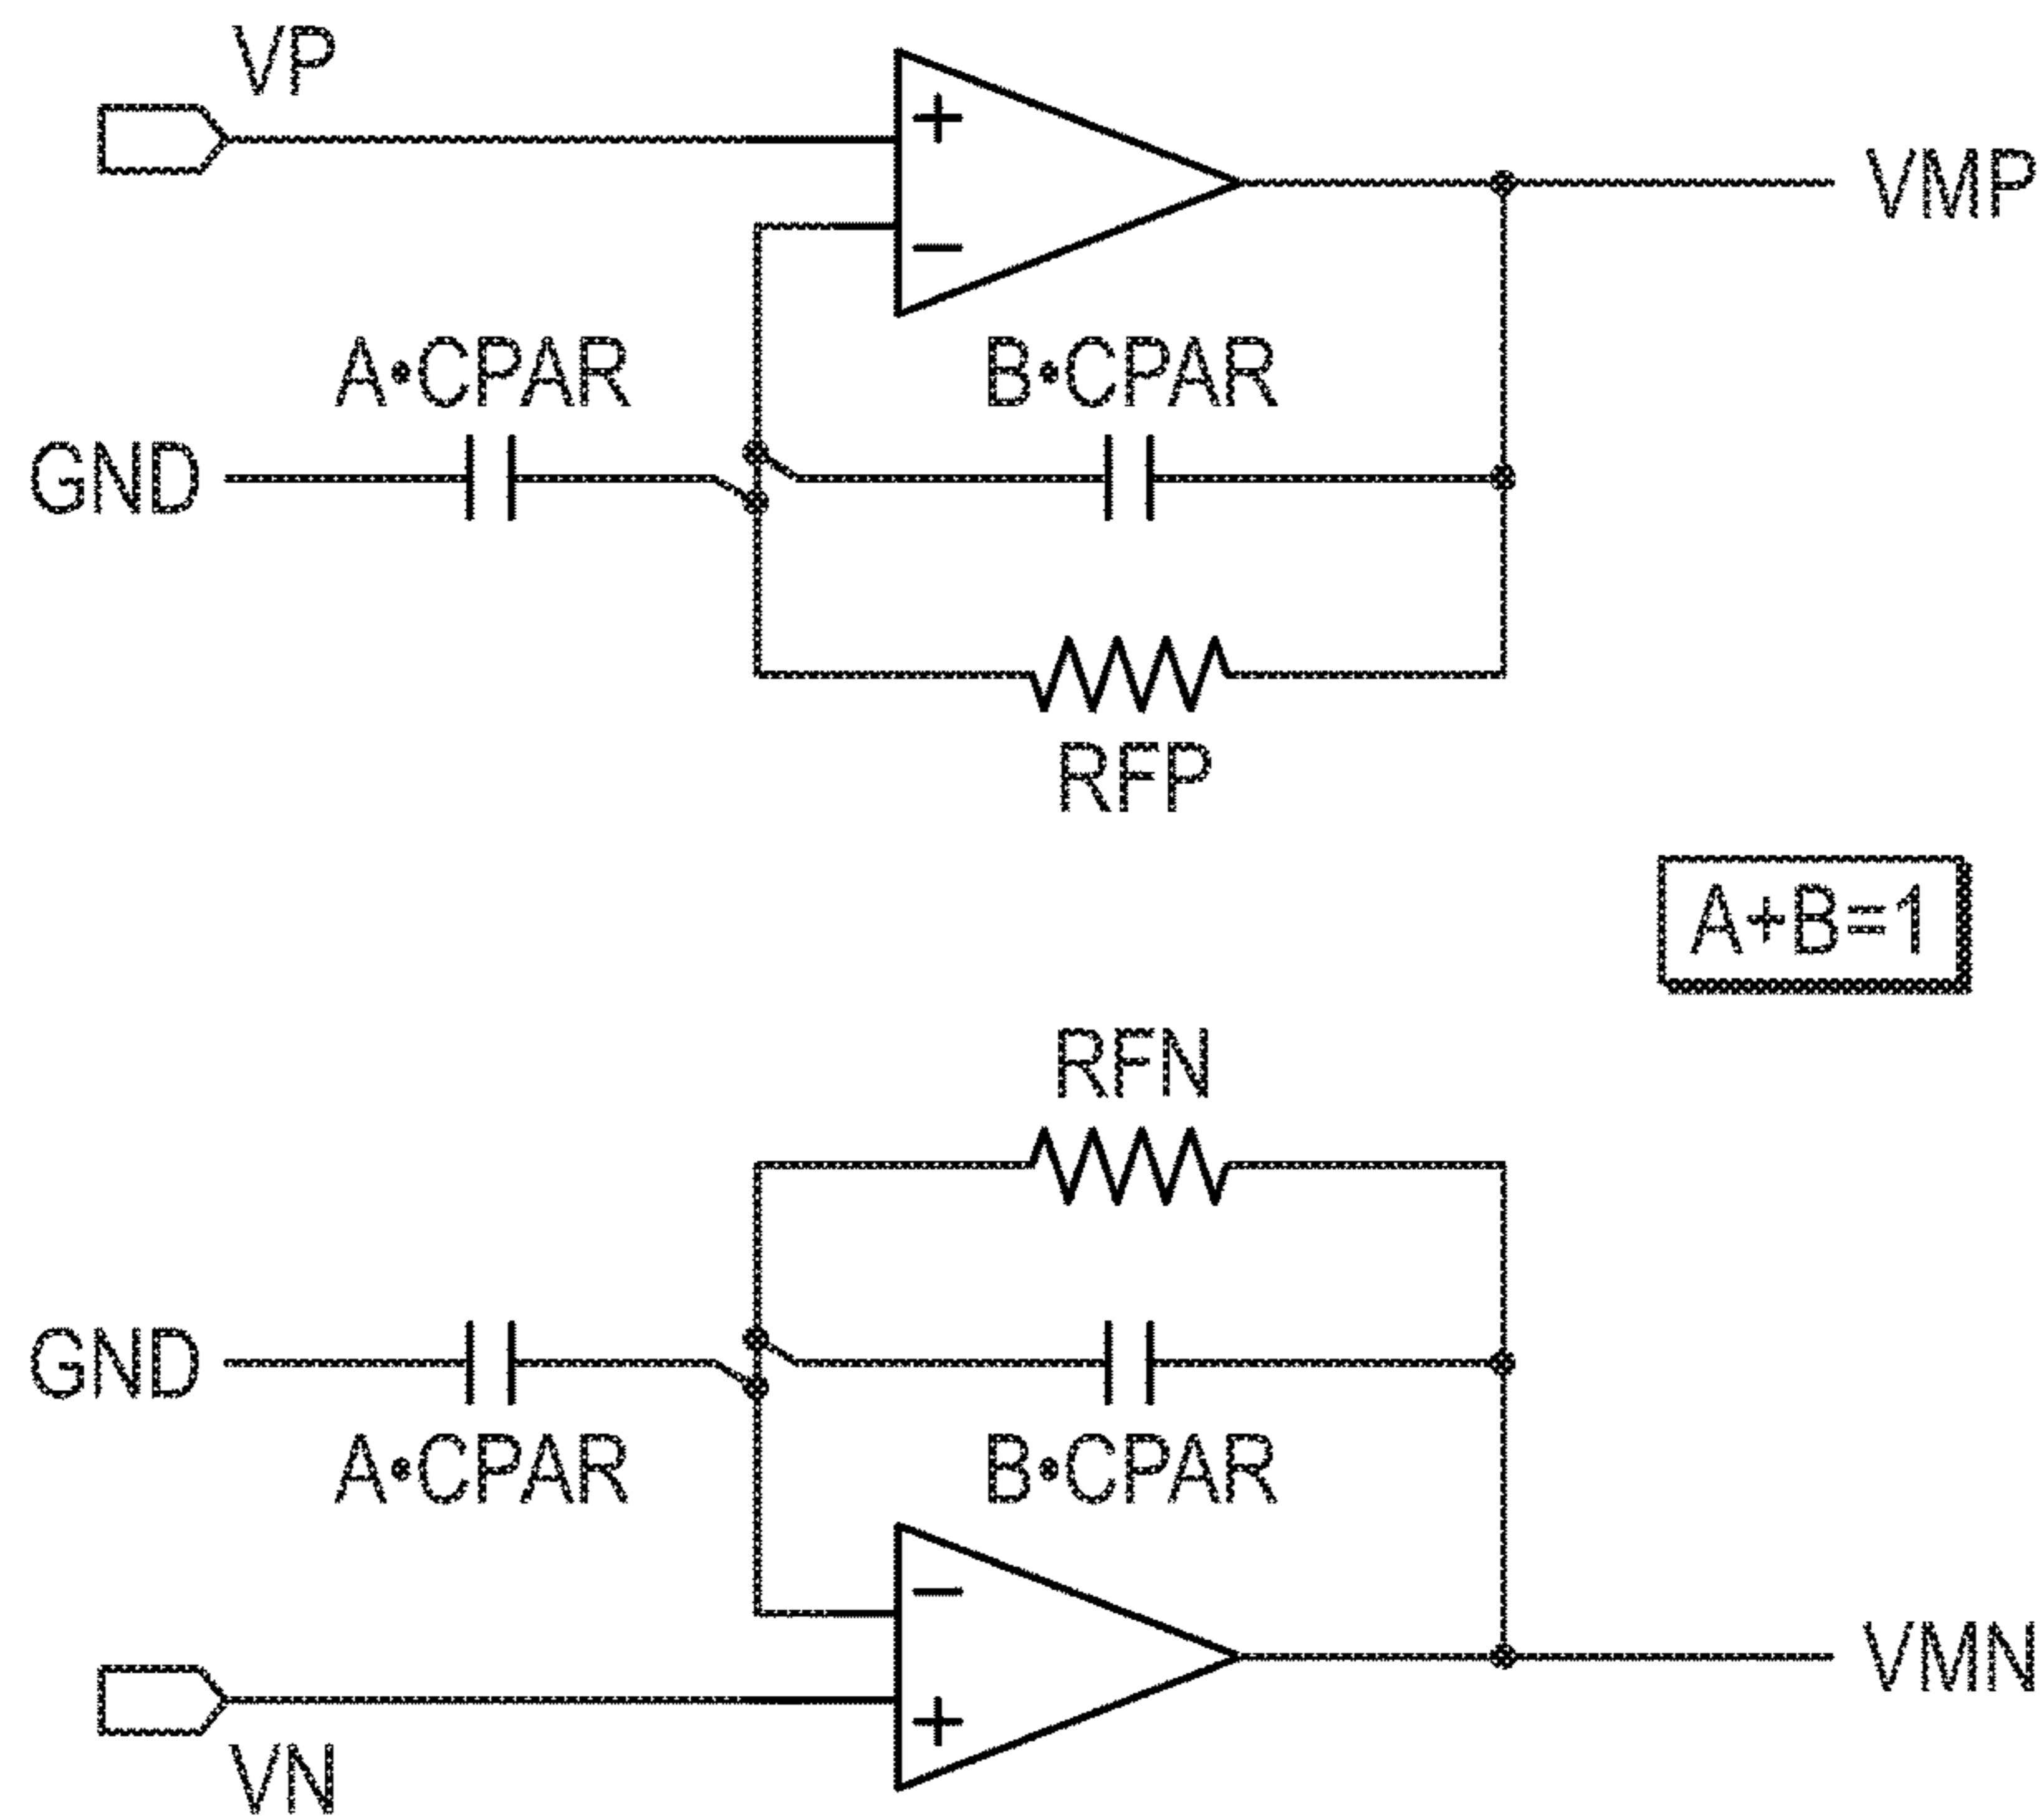 VP
+
−
VMP
A•CPAR
B•CPAR
GND
RFP
A+B=1
RFN
GND
A•CPAR
B•CPAR
−
+
VMN
VN